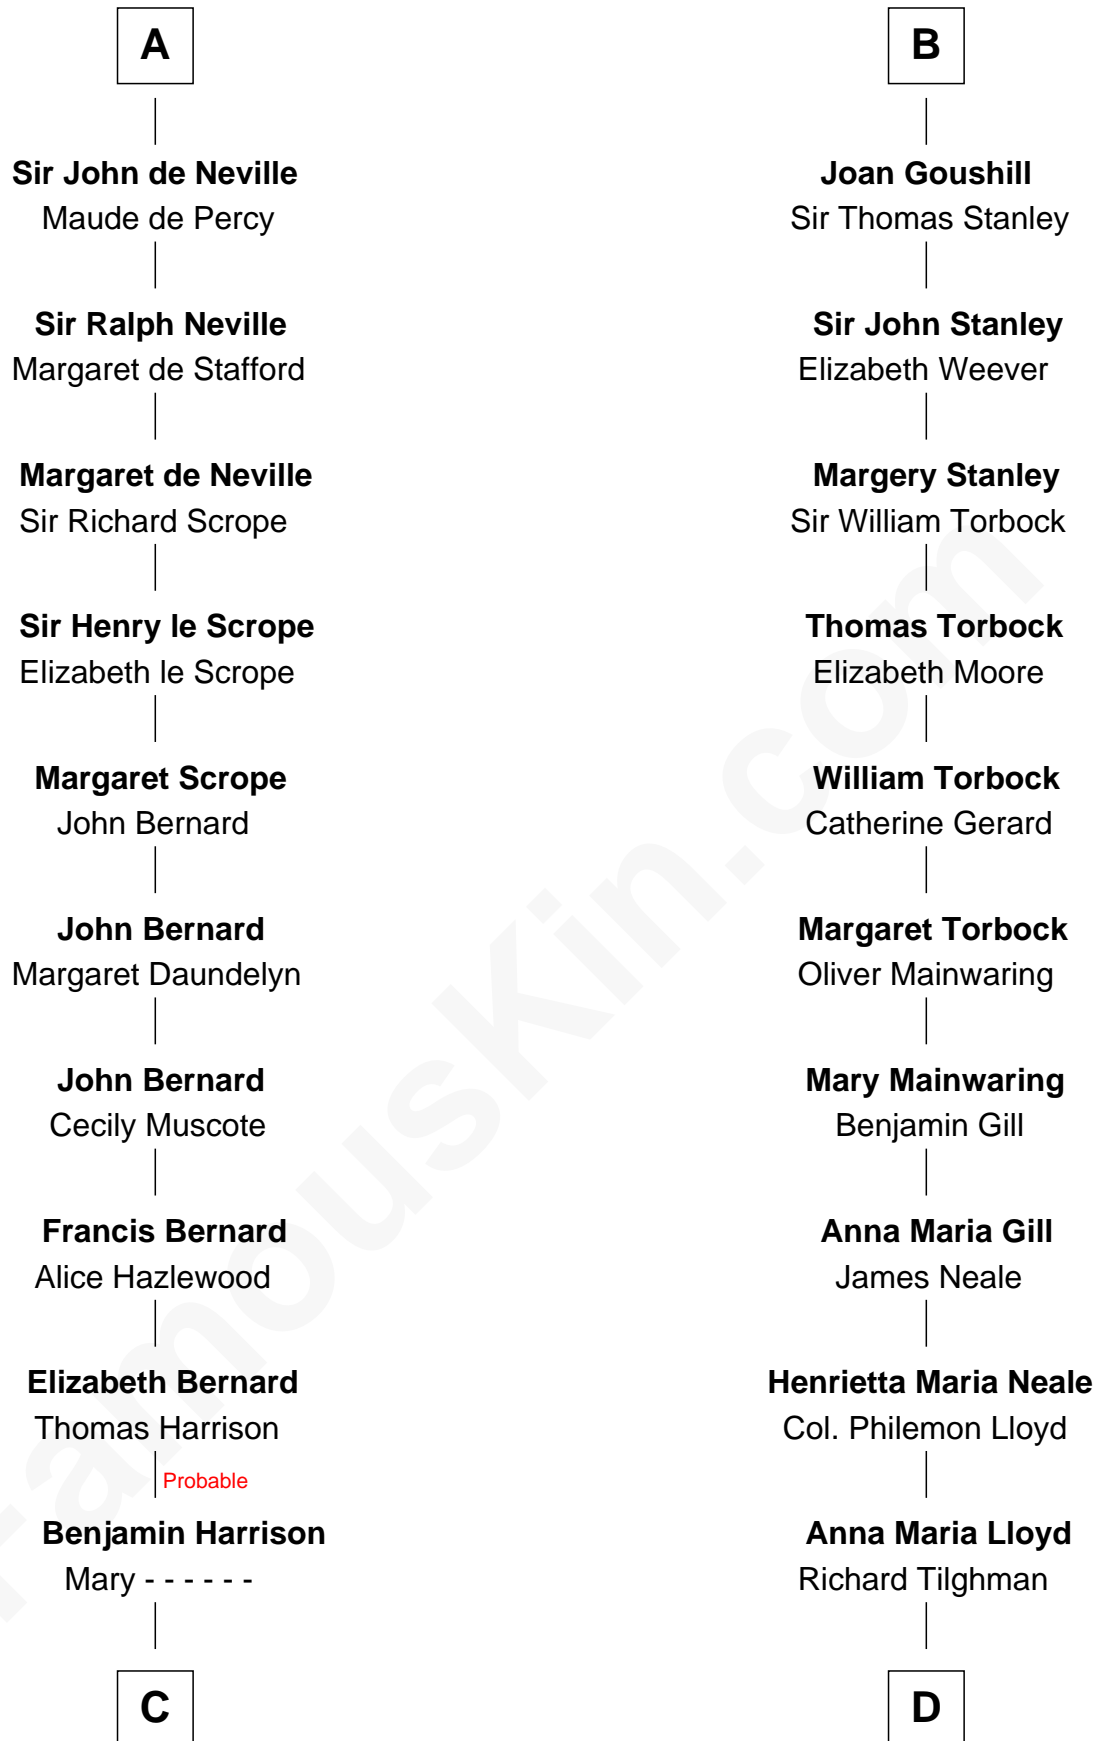 A
Sir John de Neville
Maude de Percy
Sir Ralph Neville
Margaret de Stafford
Margaret de Neville
Sir Richard Scrope
Sir Henry le Scrope
Elizabeth le Scrope
Margaret Scrope
John Bernard
John Bernard
Margaret Daundelyn
John Bernard
Cecily Muscote
Francis Bernard
Alice Hazlewood
Elizabeth Bernard
Thomas Harrison
Probable
Benjamin Harrison
Mary - - - - - -
C
B
Joan Goushill
Sir Thomas Stanley
Sir John Stanley
Elizabeth Weever
Margery Stanley
Sir William Torbock
Thomas Torbock
Elizabeth Moore
William Torbock
Catherine Gerard
Margaret Torbock
Oliver Mainwaring
Mary Mainwaring
Benjamin Gill
Anna Maria Gill
James Neale
Henrietta Maria Neale
Col. Philemon Lloyd
Anna Maria Lloyd
Richard Tilghman
D
FamousKin.com